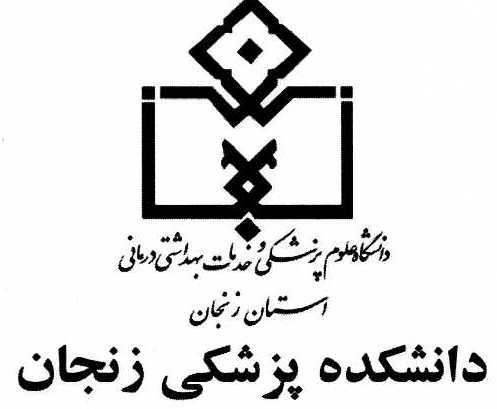 دانشگاه علوم پزشکی و خدمات بهداشتی درمانی
استان زنجان
دانشکده پزشکی زنجان